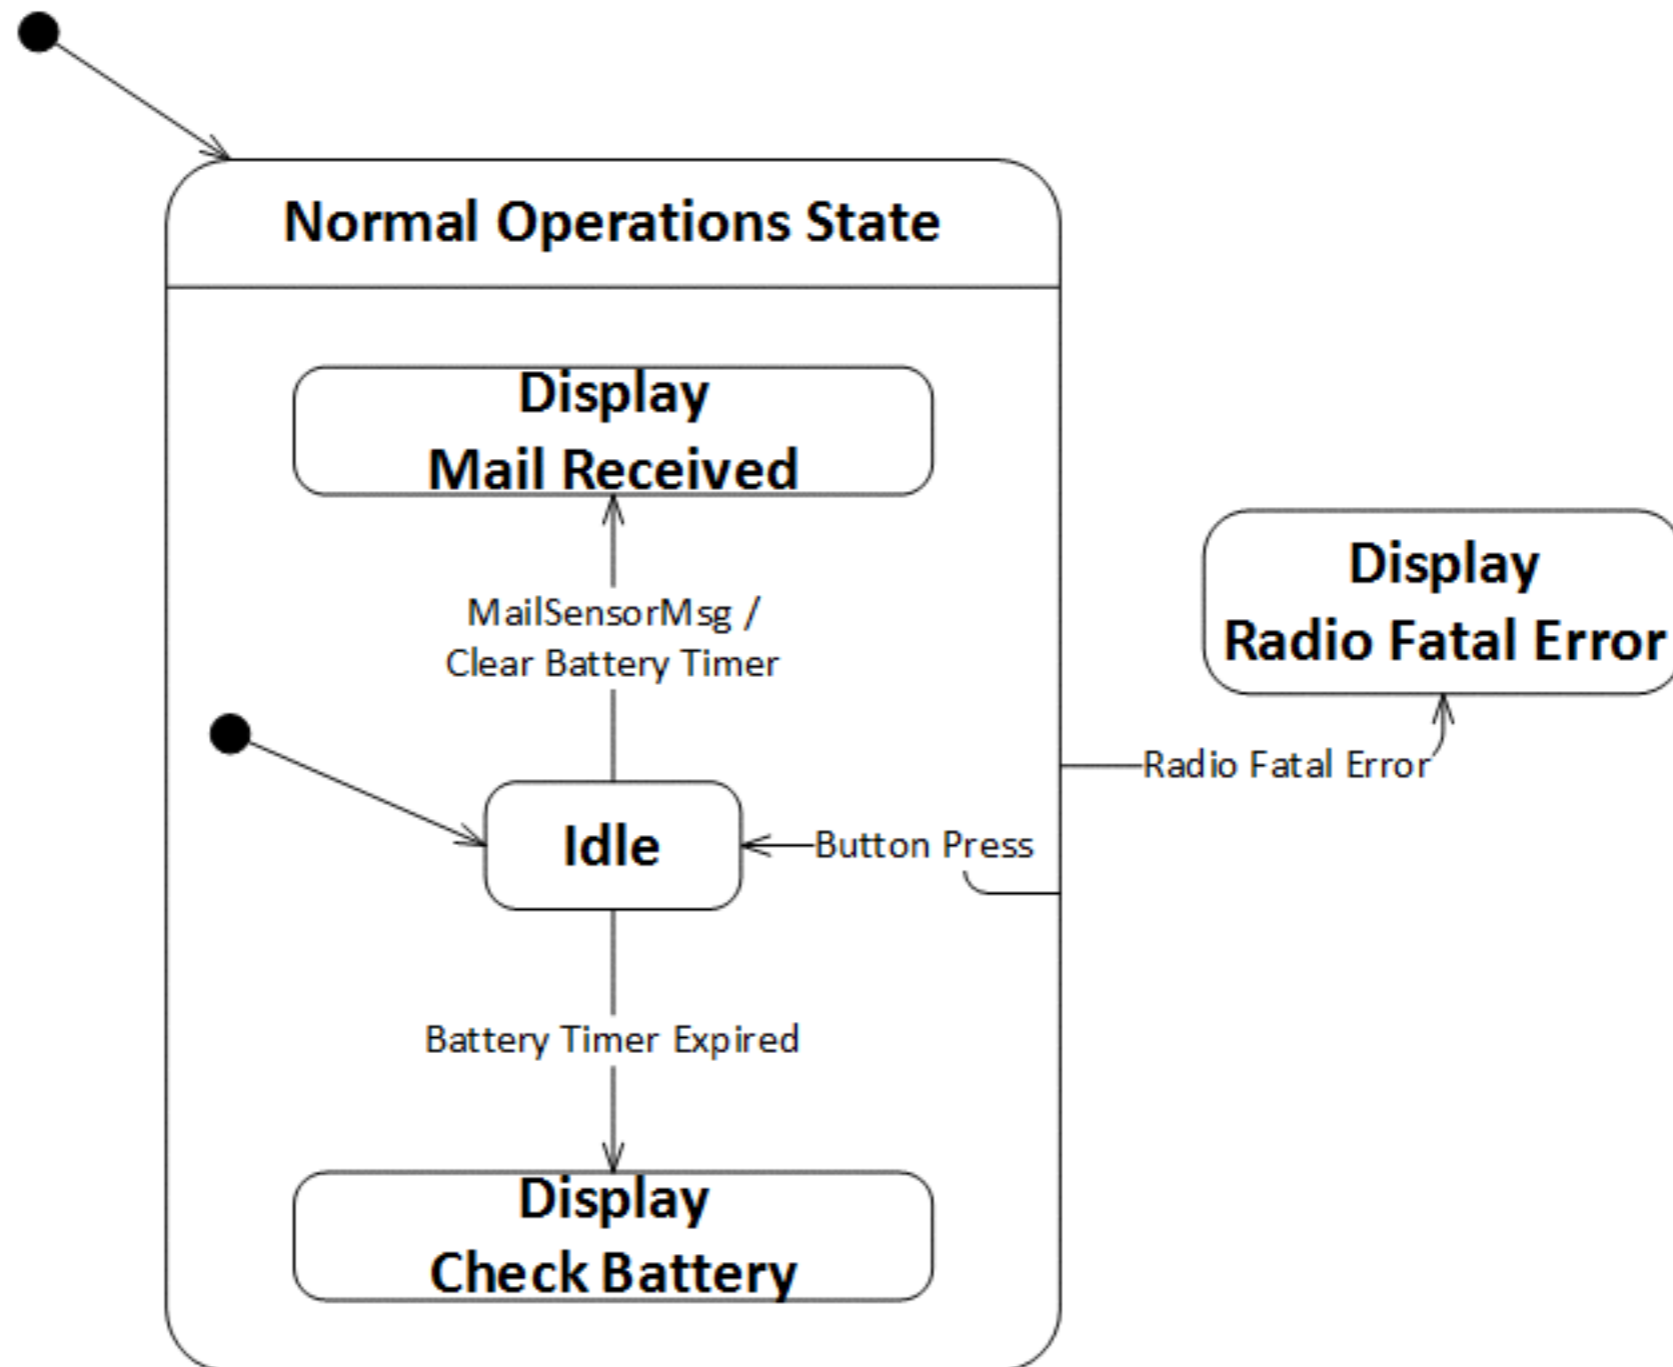 Normal Operations State
Display
Mail Received
MailSensorMsg /
Clear Battery Timer
Idle
Button Press
Battery Timer Expired
Display
Check Battery
Display
Radio Fatal Error
Radio Fatal Error